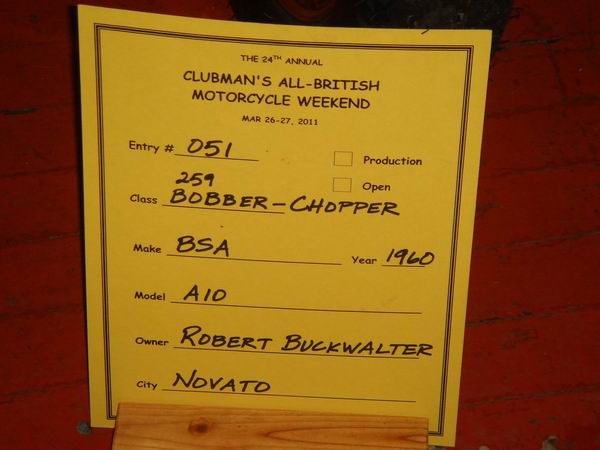 THE 24TH ANNUAL
CLUBMAN'S ALL-BRITISH
MOTORCYCLE WEEKEND
MAR 26-27, 2011
Entry # 051
Production
259
Open
Class BOBBER-CHOPPER
Make BSA Year 1960
Model A10
Owner ROBERT BUCKWALTER
City NOVATO